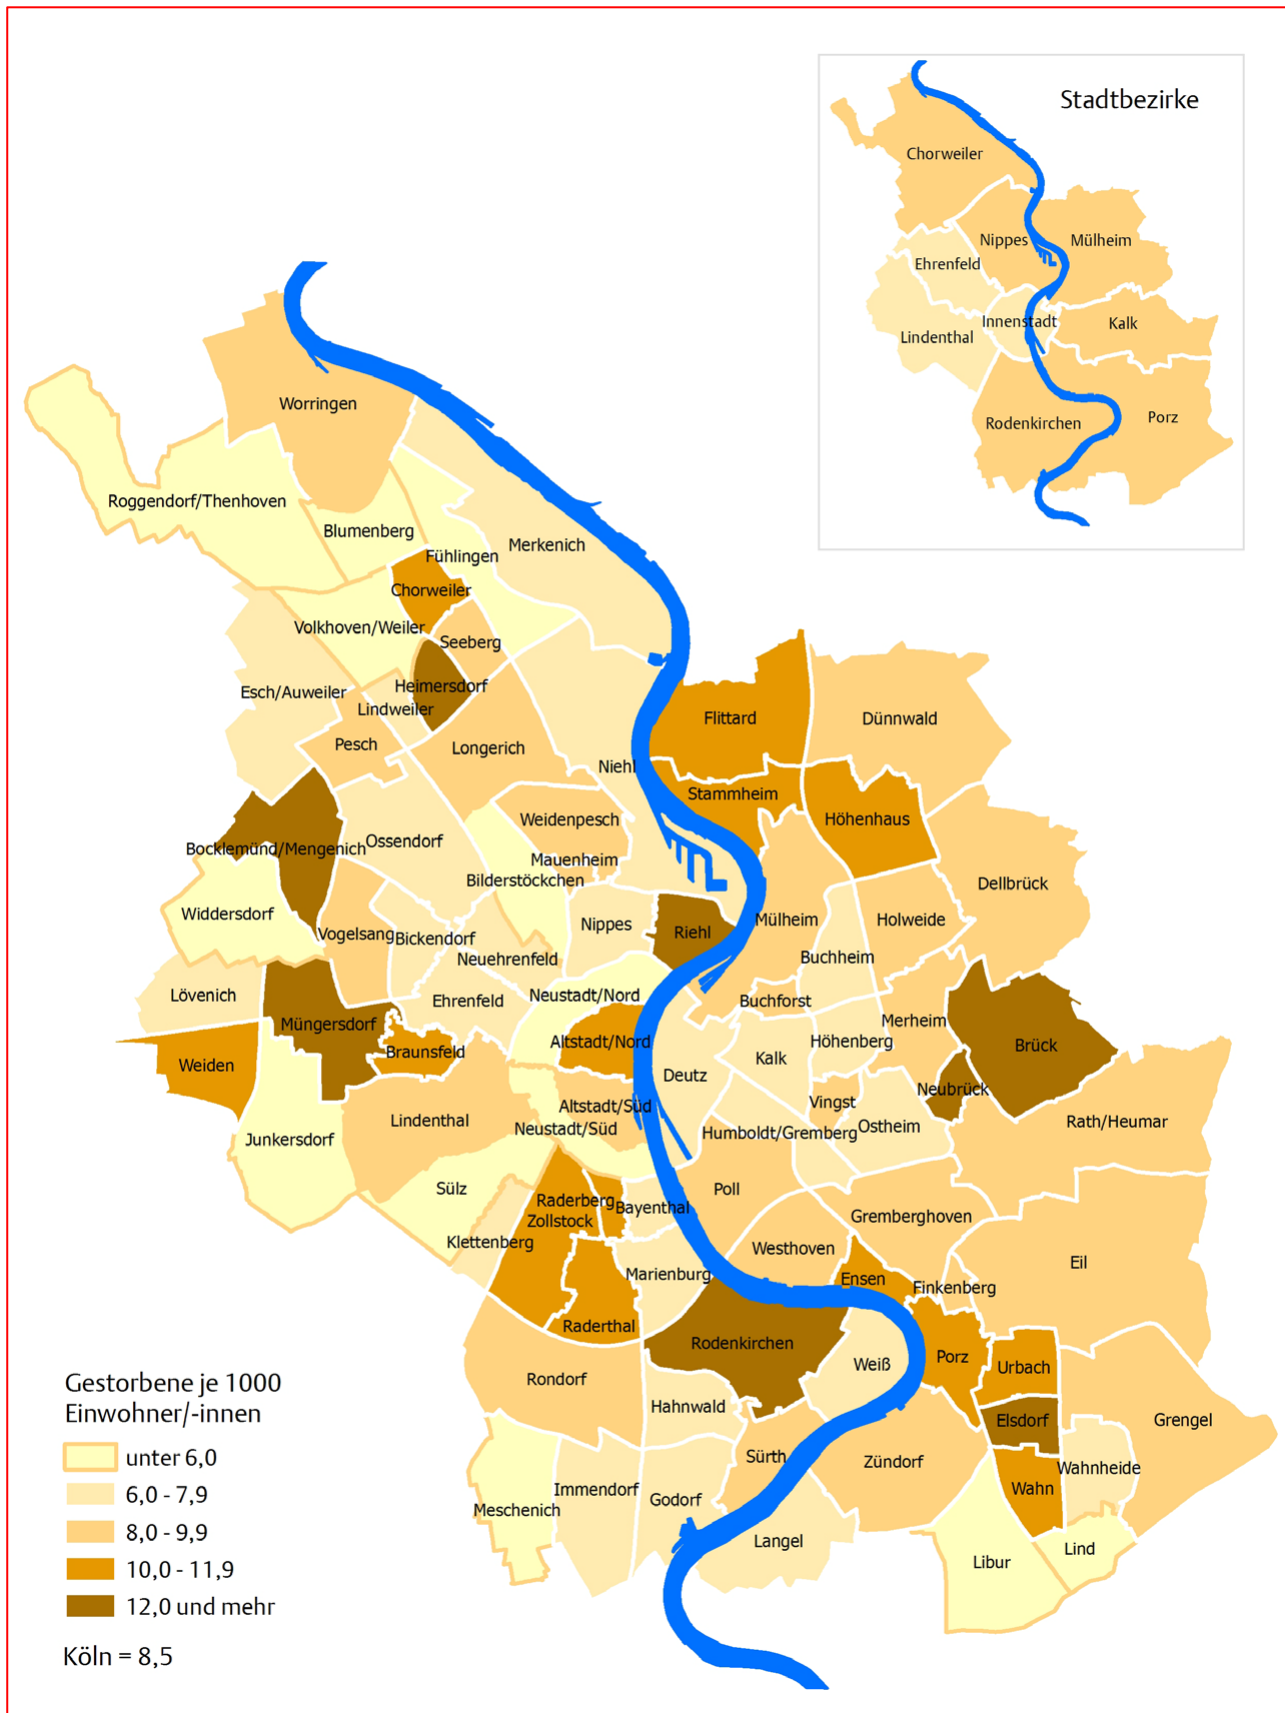 Stadtbezirke
Chorweiler
Nippes
Mülheim
Ehrenfeld
Innenstadt
Kalk
Lindenthal
Rodenkirchen
Porz
Worringen
Roggendorf/Thenhoven
Blumenberg
Merkenich
Fühlingen
Chorweiler
Volkhoven/Weiler
Seeberg
Heimersdorf
Esch/Auweiler
Lindweiler
Flittard
Dünnwald
Pesch
Longerich
Niehl
Stammheim
Höhenhaus
Weidenpesch
Ossendorf
Bocklemünd/Mengenich
Mauenheim
Bilderstöckchen
Dellbrück
Widdersdorf
Nippes
Riehl
Mülheim
Holweide
Vogelsang
Bickendorf
Neuehrenfeld
Buchheim
Lövenich
Ehrenfeld
Neustadt/Nord
Buchforst
Müngersdorf
Merheim
Altstadt/Nord
Höhenberg
Brück
Braunsfeld
Kalk
Weiden
Deutz
Neubrück
Altstadt/Süd
Vingst
Lindenthal
Neustadt/Süd
Humboldt/Gremberg
Ostheim
Rath/Heumar
Junkersdorf
Sülz
Poll
Raderberg
Bayenthal
Zollstock
Gremberghoven
Klettenberg
Westhoven
Eil
Marienburg
Ensen
Finkenberg
Raderthal
Rodenkirchen
Porz
Weiß
Urbach
Rondorf
Hahnwald
Elsdorf
Grengel
Sürth
Zündorf
Wahnheide
Immendorf
Wahn
Godorf
Meschenich
Langel
Lind
Libur
Gestorbene je 1000
Einwohner/-innen
unter 6,0
6,0 - 7,9
8,0 - 9,9
10,0 - 11,9
12,0 und mehr
Köln = 8,5